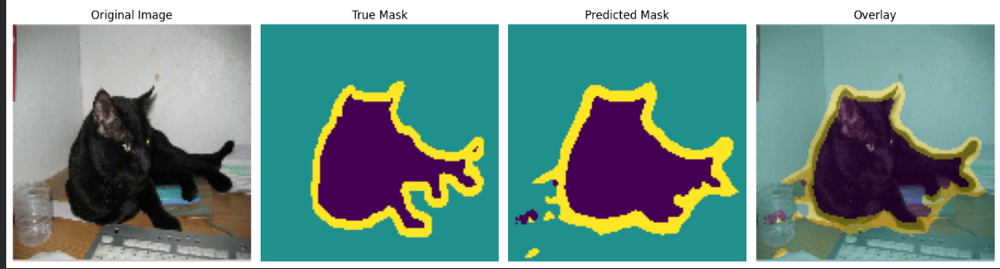 Original Image
True Mask
Predicted Mask
Overlay